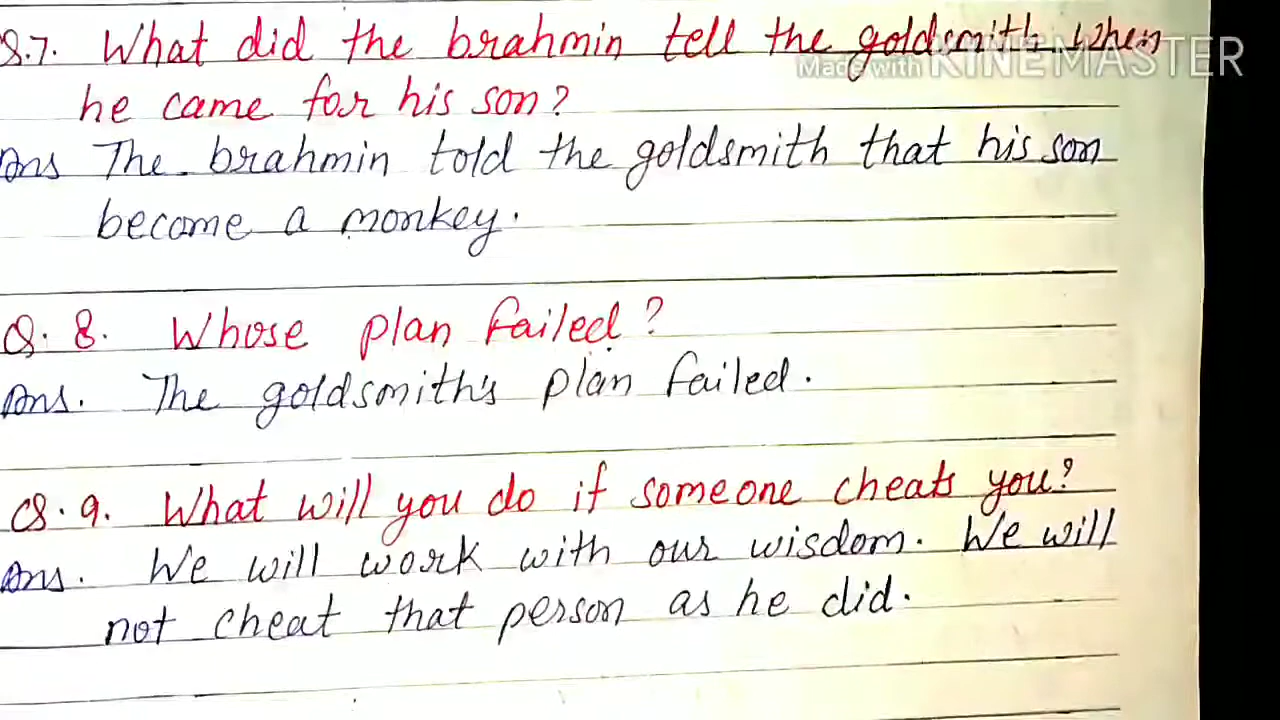 Q.7. What did the brahmin tell the goldsmith when
Made with KINEMASTER
he came for his son?
Ans The brahmin told the goldsmith that his son
become a monkey.
Q. 8. Whose plan failed?
Ans. The goldsmith's plan failed.
Q. 9. What will you do if someone cheats you?
Ans. We will work with our wisdom. We will
not cheat that person as he did.